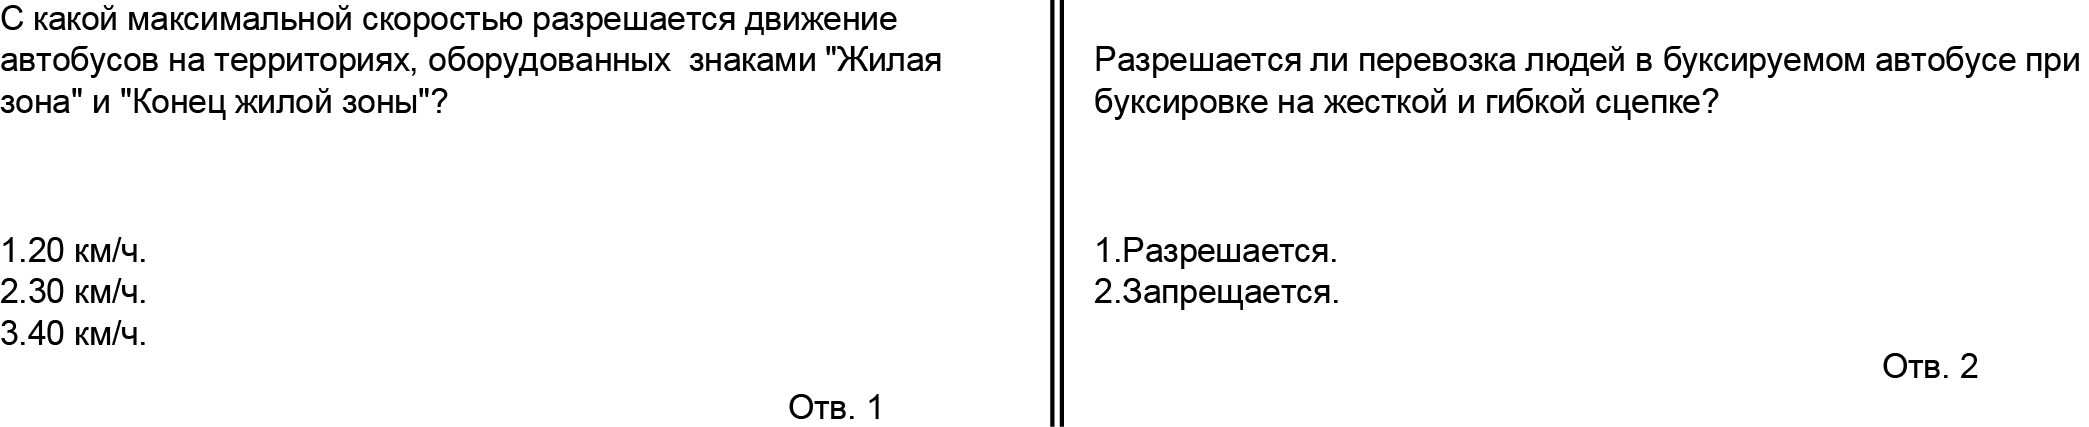 С какой максимальной скоростью разрешается движение
автобусов на территориях, оборудованных  знаками "Жилая
зона" и "Конец жилой зоны"?
1.20 км/ч.
2.30 км/ч.
3.40 км/ч.
Отв. 1
Разрешается ли перевозка людей в буксируемом автобусе при
буксировке на жесткой и гибкой сцепке?
1.Разрешается.
2.Запрещается.
Отв. 2